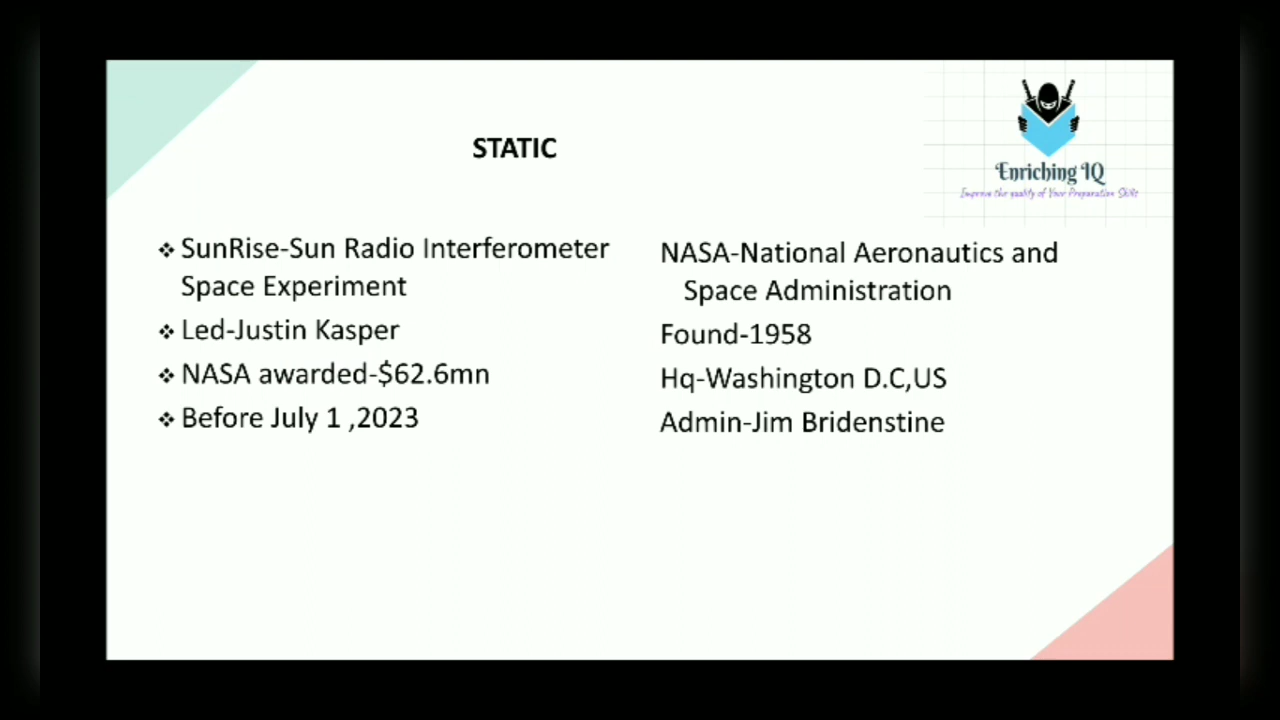 STATIC
Enriching IQ
Improve the quality of Your Preparation Skills
❖ SunRise-Sun Radio Interferometer
Space Experiment
❖ Led-Justin Kasper
❖ NASA awarded-$62.6mn
❖ Before July 1 ,2023
NASA-National Aeronautics and
Space Administration
Found-1958
Hq-Washington D.C,US
Admin-Jim Bridenstine